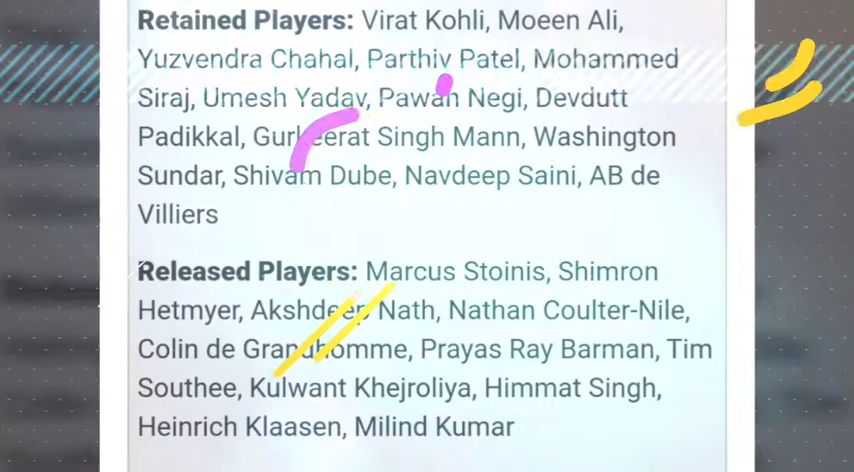 Retained Players: Virat Kohli, Moeen Ali,
Yuzvendra Chahal, Parthiv Patel, Mohammed
Siraj, Umesh Yadav, Pawan Negi, Devdutt
Padikkal, Gurkeerat Singh Mann, Washington
Sundar, Shivam Dube, Navdeep Saini, AB de
Villiers
Released Players: Marcus Stoinis, Shimron
Hetmyer, Akshdeep Nath, Nathan Coulter-Nile,
Colin de Grandhomme, Prayas Ray Barman, Tim
Southee, Kulwant Khejroliya, Himmat Singh,
Heinrich Klaasen, Milind Kumar